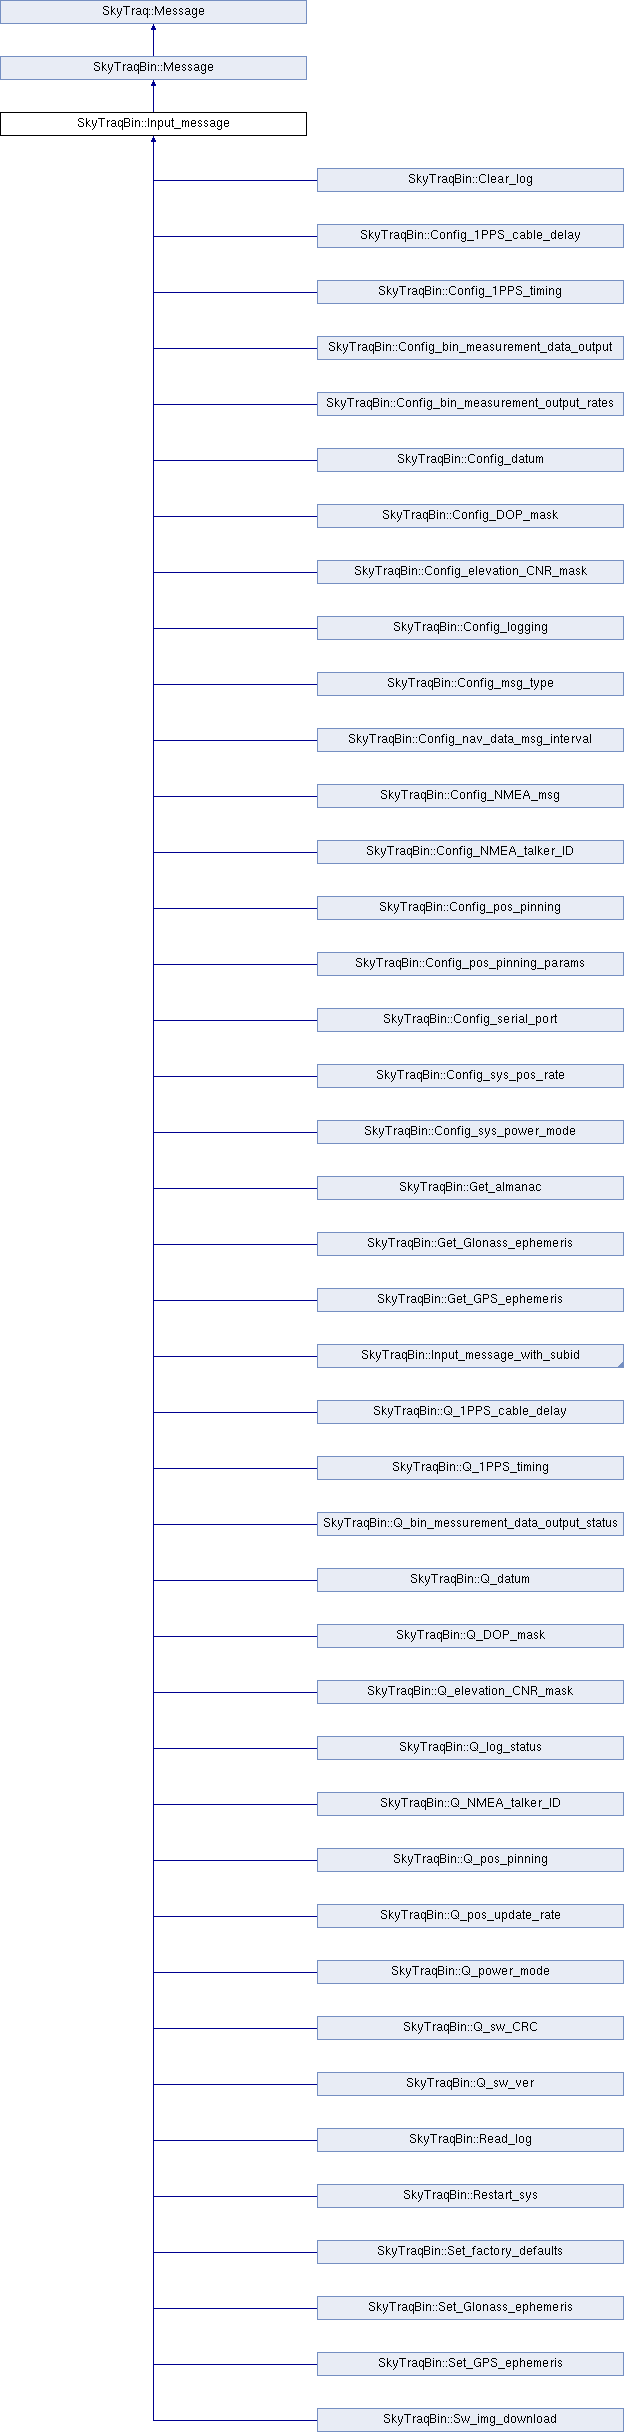 SkyTraq::Message
SkyTraqBin::Message
SkyTraqBin::Input_message
SkyTraqBin::Clear_log
SkyTraqBin::Config_1PPS_cable_delay
SkyTraqBin::Config_1PPS_timing
SkyTraqBin::Config_bin_measurement_data_output
SkyTraqBin::Config_bin_measurement_output_rates
SkyTraqBin::Config_datum
SkyTraqBin::Config_DOP_mask
SkyTraqBin::Config_elevation_CNR_mask
SkyTraqBin::Config_logging
SkyTraqBin::Config_msg_type
SkyTraqBin::Config_nav_data_msg_interval
SkyTraqBin::Config_NMEA_msg
SkyTraqBin::Config_NMEA_talker_ID
SkyTraqBin::Config_pos_pinning
SkyTraqBin::Config_pos_pinning_params
SkyTraqBin::Config_serial_port
SkyTraqBin::Config_sys_pos_rate
SkyTraqBin::Config_sys_power_mode
SkyTraqBin::Get_almanac
SkyTraqBin::Get_Glonass_ephemeris
SkyTraqBin::Get_GPS_ephemeris
SkyTraqBin::Input_message_with_subid
SkyTraqBin::Q_1PPS_cable_delay
SkyTraqBin::Q_1PPS_timing
SkyTraqBin::Q_bin_messurement_data_output_status
SkyTraqBin::Q_datum
SkyTraqBin::Q_DOP_mask
SkyTraqBin::Q_elevation_CNR_mask
SkyTraqBin::Q_log_status
SkyTraqBin::Q_NMEA_talker_ID
SkyTraqBin::Q_pos_pinning
SkyTraqBin::Q_pos_update_rate
SkyTraqBin::Q_power_mode
SkyTraqBin::Q_sw_CRC
SkyTraqBin::Q_sw_ver
SkyTraqBin::Read_log
SkyTraqBin::Restart_sys
SkyTraqBin::Set_factory_defaults
SkyTraqBin::Set_Glonass_ephemeris
SkyTraqBin::Set_GPS_ephemeris
SkyTraqBin::Sw_img_download